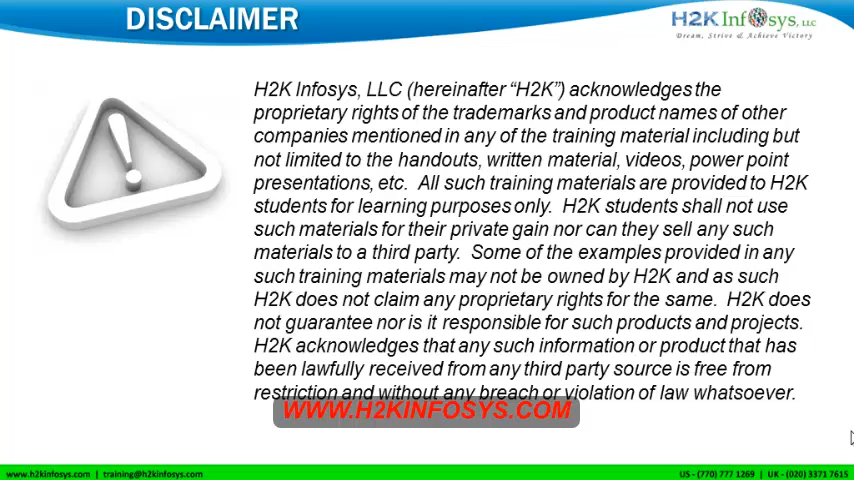 DISCLAIMER
H2K Infosys, LLC
Dream, Strive & Achieve Victory
H2K Infosys, LLC (hereinafter “H2K”) acknowledges the
proprietary rights of the trademarks and product names of other
companies mentioned in any of the training material including but
not limited to the handouts, written material, videos, power point
presentations, etc.  All such training materials are provided to H2K
students for learning purposes only.  H2K students shall not use
such materials for their private gain nor can they sell any such
materials to a third party.  Some of the examples provided in any
such training materials may not be owned by H2K and as such
H2K does not claim any proprietary rights for the same.  H2K does
not guarantee nor is it responsible for such products and projects.
H2K acknowledges that any such information or product that has
been lawfully received from any third party source is free from
restriction and without any breach or violation of law whatsoever.
WWW.H2KINFOSYS.COM
www.h2kinfosys.com | training@h2kinfosys.com
US - (770) 777 1269 | UK - (020) 3371 7615